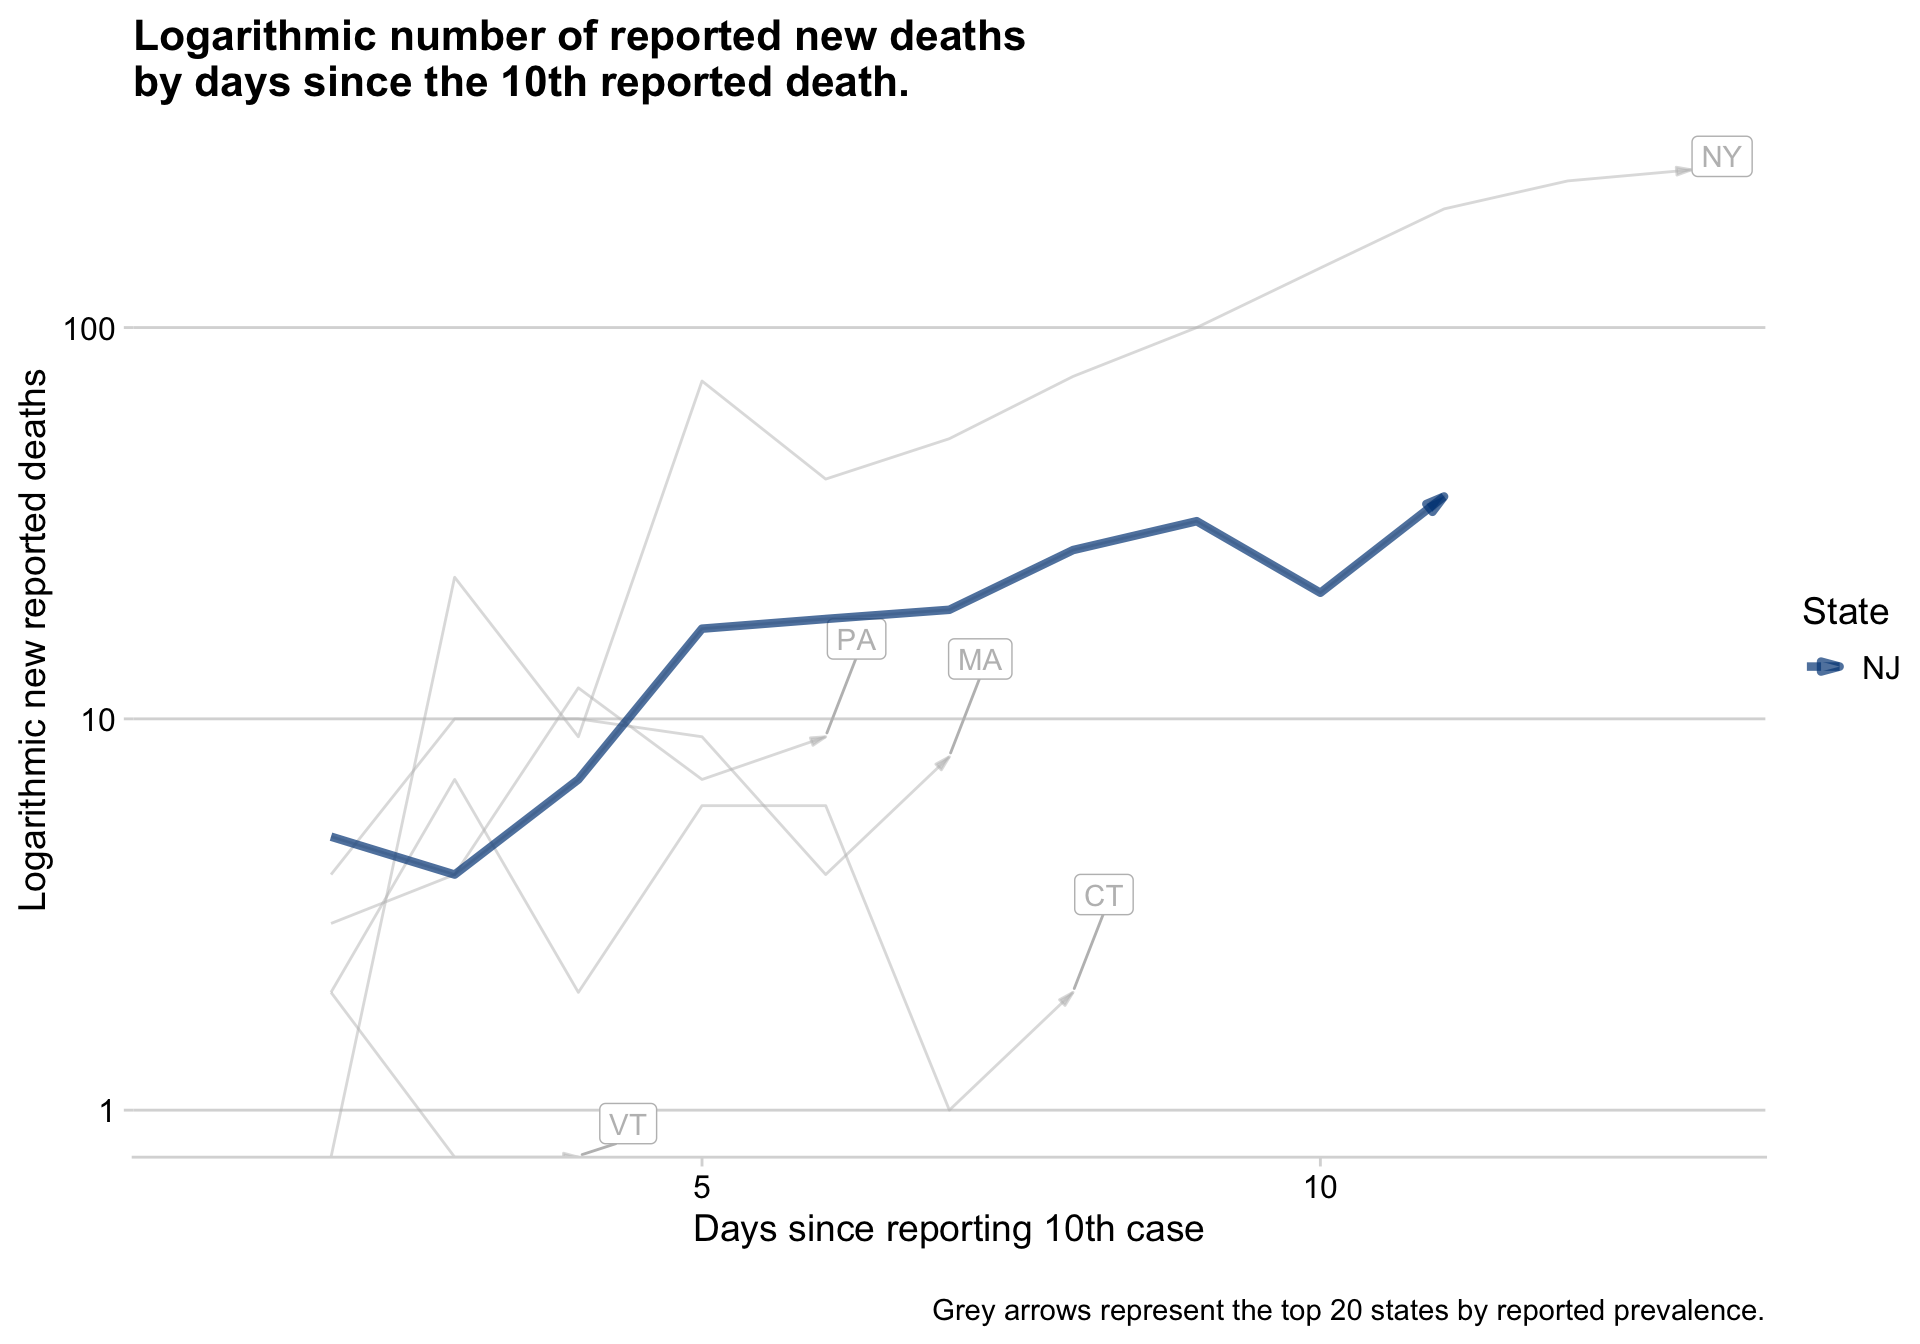 Logarithmic number of reported new deaths
by days since the 10th reported death.
NY
100
PA
MA
State
NJ
10
CT
VT
1
5
10
Logarithmic new reported deaths
Days since reporting 10th case
Grey arrows represent the top 20 states by reported prevalence.